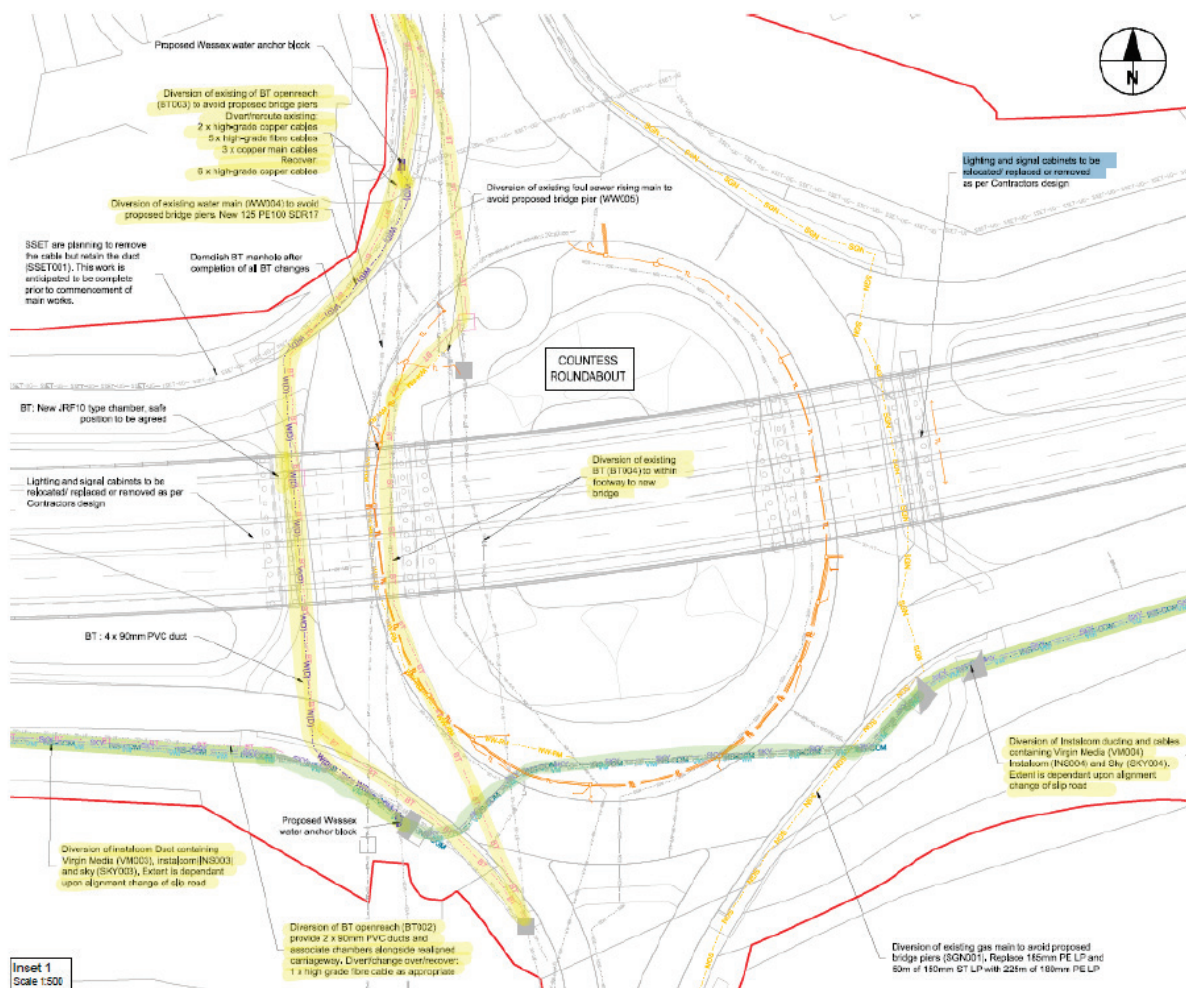 Proposed Wessex water anchor block
N
Diversion of existing of BT openreach
(BT003) to avoid proposed bridge piers
Divert/reroute existing:
2 x high-grade copper cables
5 x high-grade fibre cables
3 x copper main cables
Recover:
6 x high-grade copper cables
Lighting and signal cabinets to be
relocated/ replaced or removed
as per Contractors design
Diversion of existing foul sewer rising main to
avoid proposed bridge pier (WW005)
Diversion of existing water main (WW004) to avoid
proposed bridge piers. New 125 PE100 SDR17
SSET are planning to remove
the cable but retain the duct
(SSET001). This work is
anticipated to be complete
prior to commencement of
main works.
Demolish BT manhole after
completion of all BT changes
COUNTESS
ROUNDABOUT
BT: New JRF10 type chamber, safe
position to be agreed
Lighting and signal cabinets to be
relocated/ replaced or removed as per
Contractors design
Diversion of existing
BT (BT004) to within
footway to new
bridge
BT : 4 x 90mm PVC duct
Diversion of Instalcom ducting and cables
containing Virgin Media (VM004)
Instalcom (INS004) and Sky (SKY004).
Extent is dependant upon alignment
change of slip road
Proposed Wessex
water anchor block
Diversion of instalcom Duct containing
Virgin Media (VM003), instalcom(INS003)
and sky (SKY003), Extent is dependant
upon alignment change of slip road
Diversion of BT openreach (BT002)
provide 2 x 90mm PVC ducts and
associate chambers alongside realigned
carriageway. Divert/change over/recover:
1 x high grade fibre cable as appropriate
Diversion of existing gas main to avoid proposed
bridge piers (SGN001). Replace 185mm PE LP and
50m of 150mm ST LP with 225m of 180mm PE LP
Inset 1
Scale 1:500
SGN
SGN
SGN
SGN
SGN
SGN
SGN
SGN
BT
BT
BT